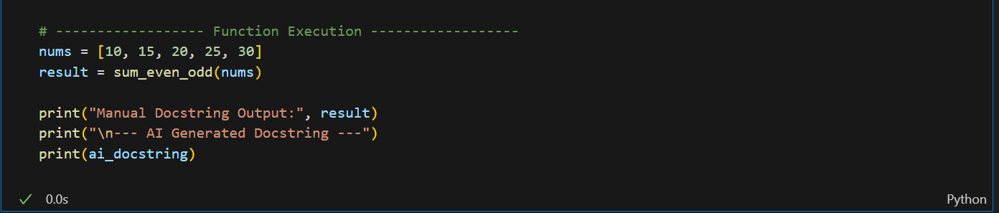 # ------------------ Function Execution ------------------
nums = [10, 15, 20, 25, 30]
result = sum_even_odd(nums)
print("Manual Docstring Output:", result)
print("\n--- AI Generated Docstring ---")
print(ai_docstring)
0.0s
Python